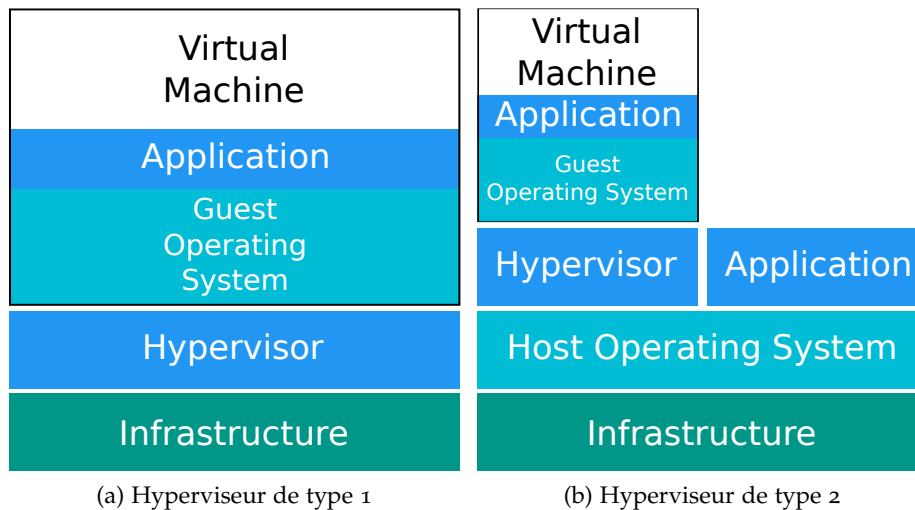 Virtual
Machine
Application
Guest
Operating
System
Hypervisor
Infrastructure
(a) Hyperviseur de type 1
Virtual
Machine
Application
Guest
Operating System
Hypervisor
Application
Host Operating System
Infrastructure
(b) Hyperviseur de type 2